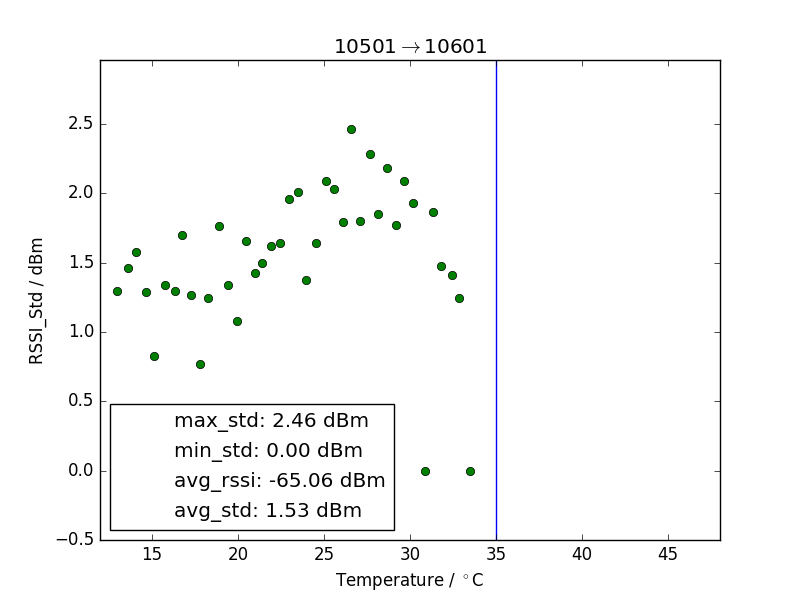 10501→10601
RSSI_Std / dBm
2.5
2.0
1.5
1.0
0.5
0.0
−0.5
max_std: 2.46 dBm
min_std: 0.00 dBm
avg_rssi: -65.06 dBm
avg_std: 1.53 dBm
15 20 25 30 35 40 45
Temperature / °C